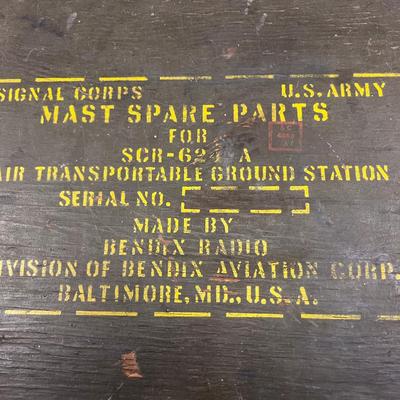 SIGNAL CORPS U.S. ARMY
MAST SPARE PARTS
FOR
SCR-624 A
AIR TRANSPORTABLE GROUND STATION
SERIAL NO.
MADE BY
BENDIX RADIO
DIVISION OF BENDIX AVIATION CORP.
BALTIMORE, MD., U.S.A.